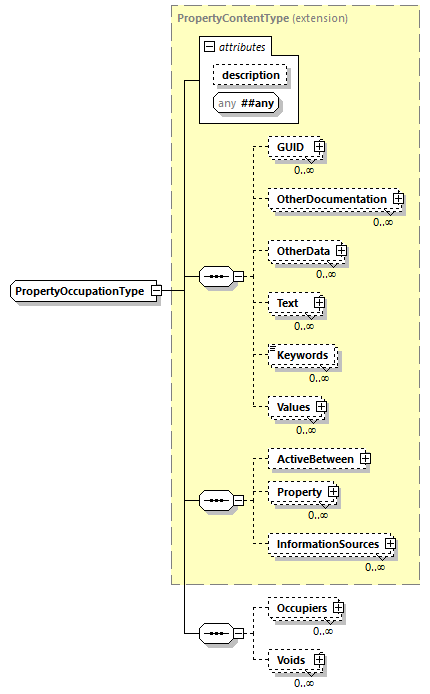 PropertyContentType (extension)
attributes
description
any ##any
GUID
0..∞
OtherDocumentation
0..∞
OtherData
0..∞
PropertyOccupationType
Text
0..∞
Keywords
0..∞
Values
0..∞
ActiveBetween
Property
0..∞
InformationSources
0..∞
Occupiers
0..∞
Voids
0..∞